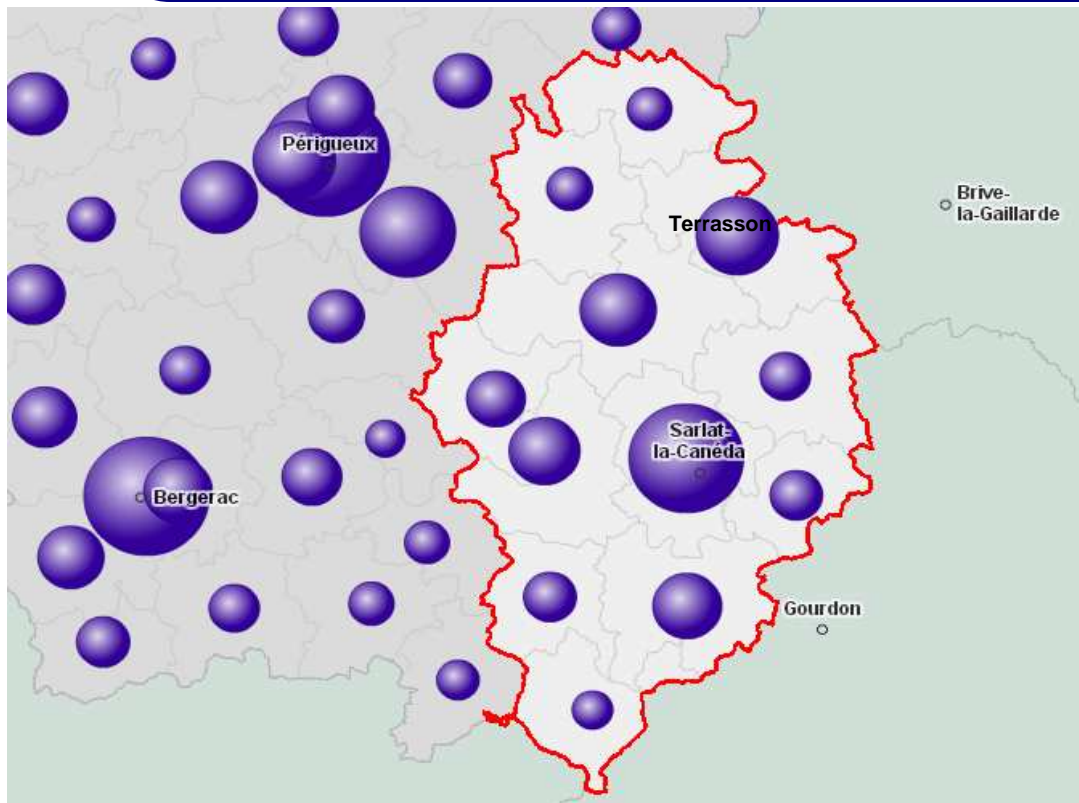 Périgueux
Brive-
la-Gaillarde
Terrasson
Sarlat-
la-Canéda
Bergerac
Gourdon